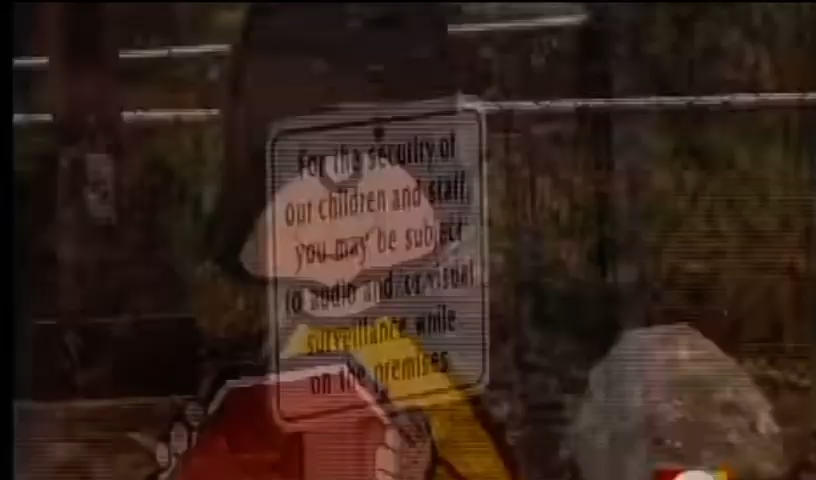 For the security of
our children and staff,
you may be subject
to audio and/or visual
surveillance while
on the premises